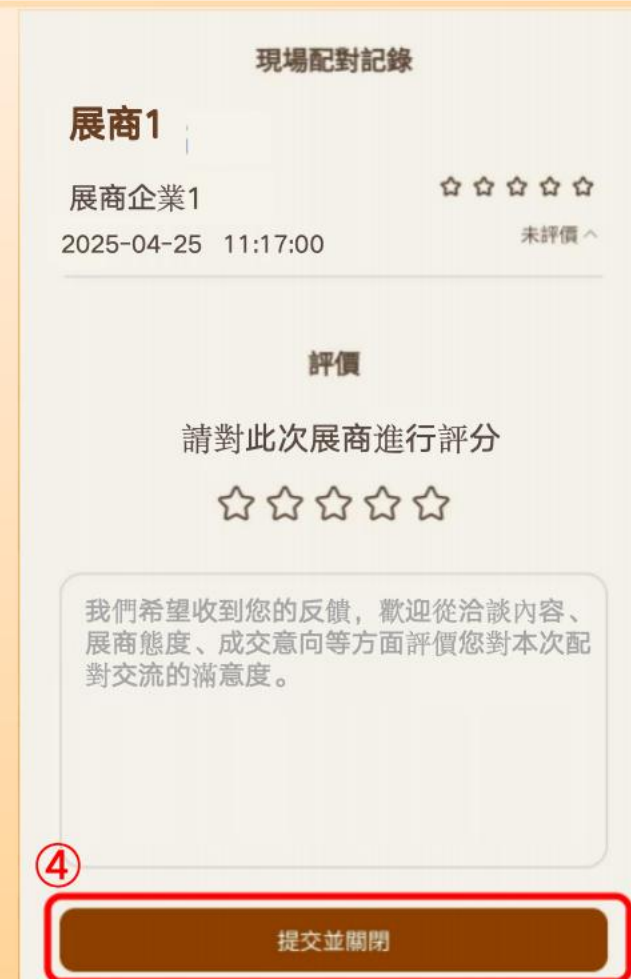 現場配對記錄
展商1
展商企業1
2025-04-25 11:17:00
未評價
評價
請對此次展商進行評分
我們希望收到您的反饋，歡迎從洽談內容、
展商態度、成交意向等方面評價您對本次配
對交流的滿意度。
④
提交並關閉